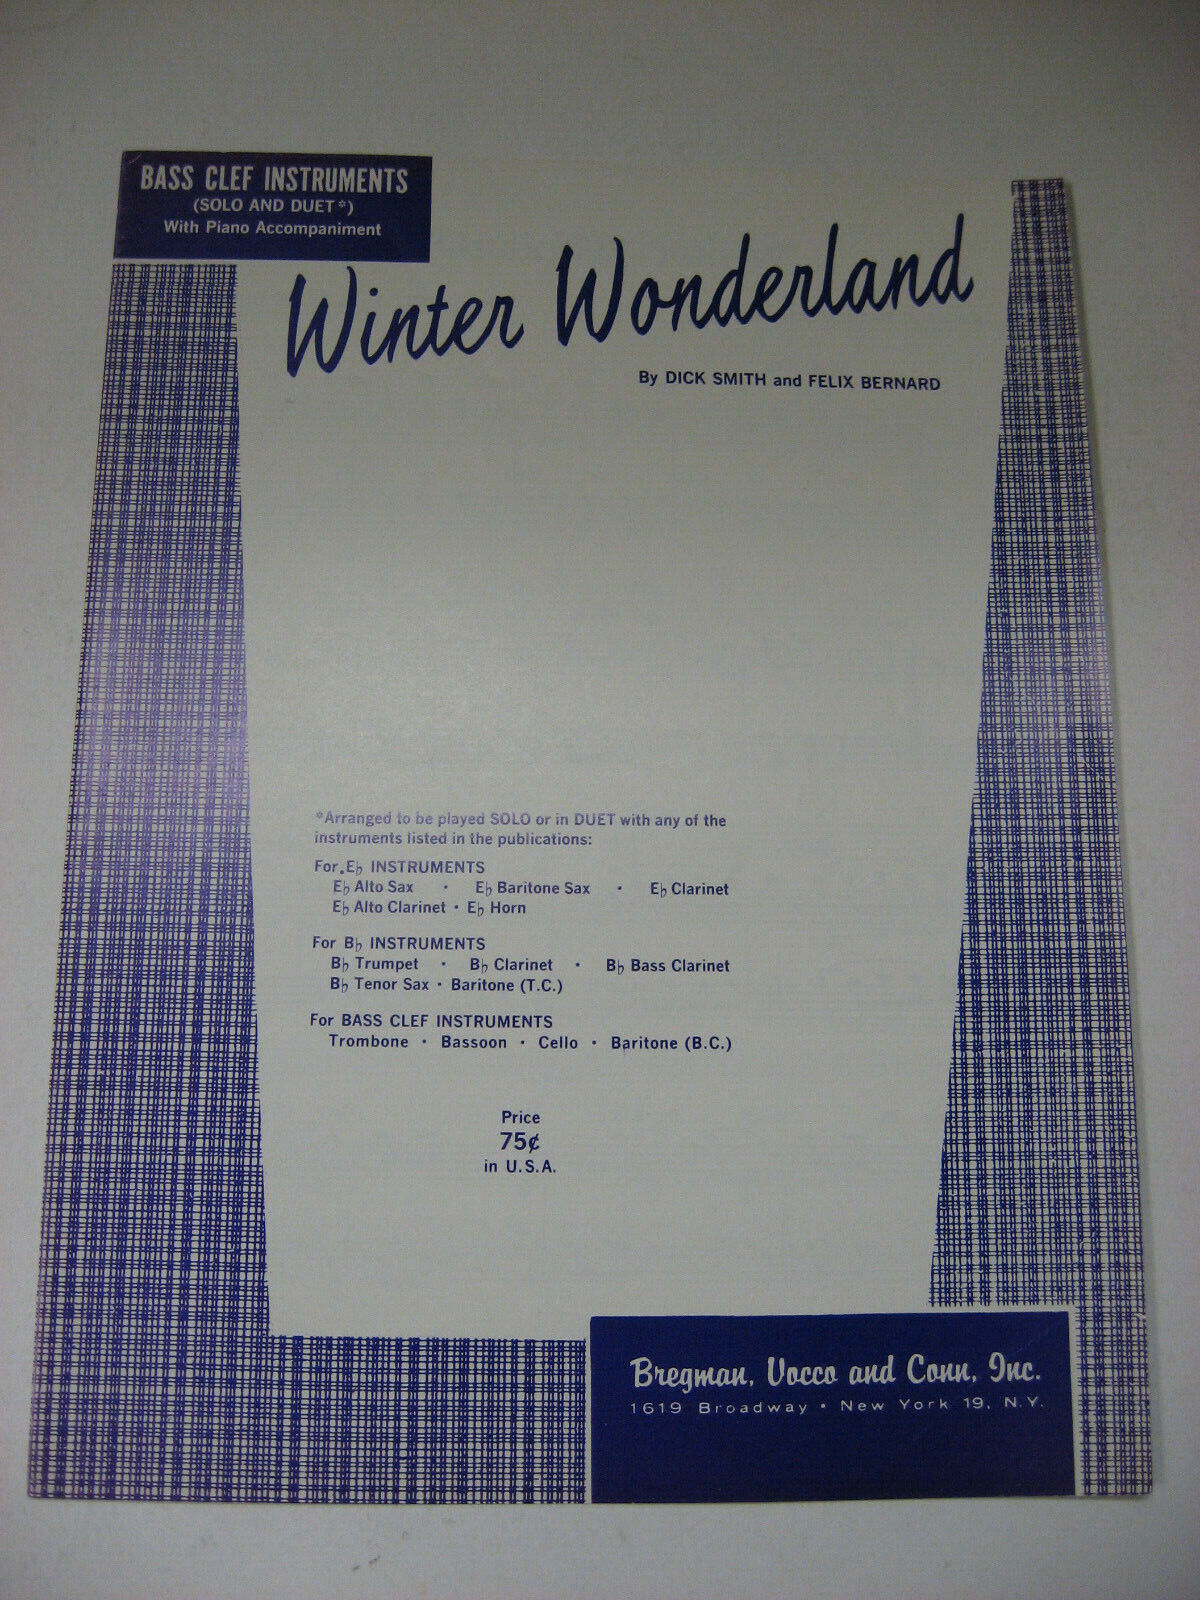 BASS CLEF INSTRUMENTS
(SOLO AND DUET*)
With Piano Accompaniment
Winter Wonderland
By DICK SMITH and FELIX BERNARD
*Arranged to be played SOLO or in DUET with any of the
instruments listed in the publications:
For E♭ INSTRUMENTS
E♭ Alto Sax • E♭ Baritone Sax • E♭ Clarinet
E♭ Alto Clarinet • E♭ Horn
For B♭ INSTRUMENTS
B♭ Trumpet • B♭ Clarinet • B♭ Bass Clarinet
B♭ Tenor Sax • Baritone (T.C.)
For BASS CLEF INSTRUMENTS
Trombone • Bassoon • Cello • Baritone (B.C.)
Price
75¢
in U.S.A.
Bregman, Vocco and Conn, Inc.
1619 Broadway • New York 19, N.Y.